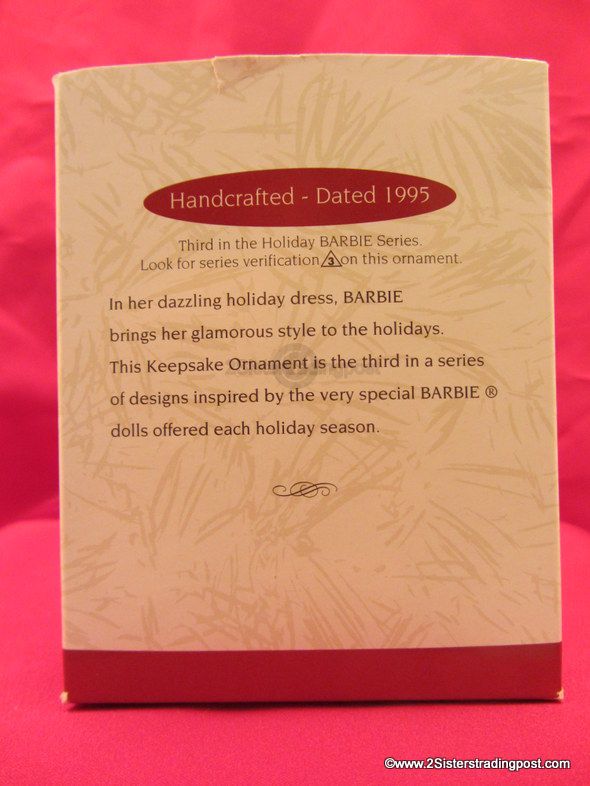 Handcrafted - Dated 1995
Third in the Holiday BARBIE Series.
Look for series verification 3 on this ornament.
In her dazzling holiday dress, BARBIE
brings her glamorous style to the holidays.
This Keepsake Ornament is the third in a series
of designs inspired by the very special BARBIE ®
dolls offered each holiday season.
©www.2Sisterstradingpost.com